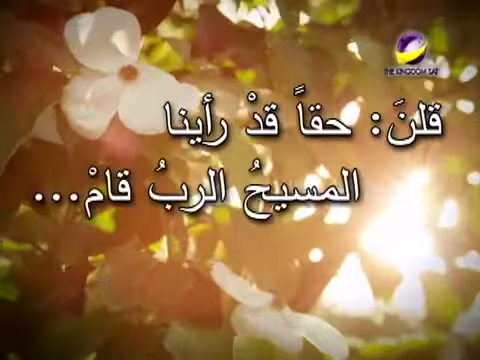 THE KINGDOM SAT
قلنَ: حقاً قدْ رأينا
المسيحُ الربُ قامْ...